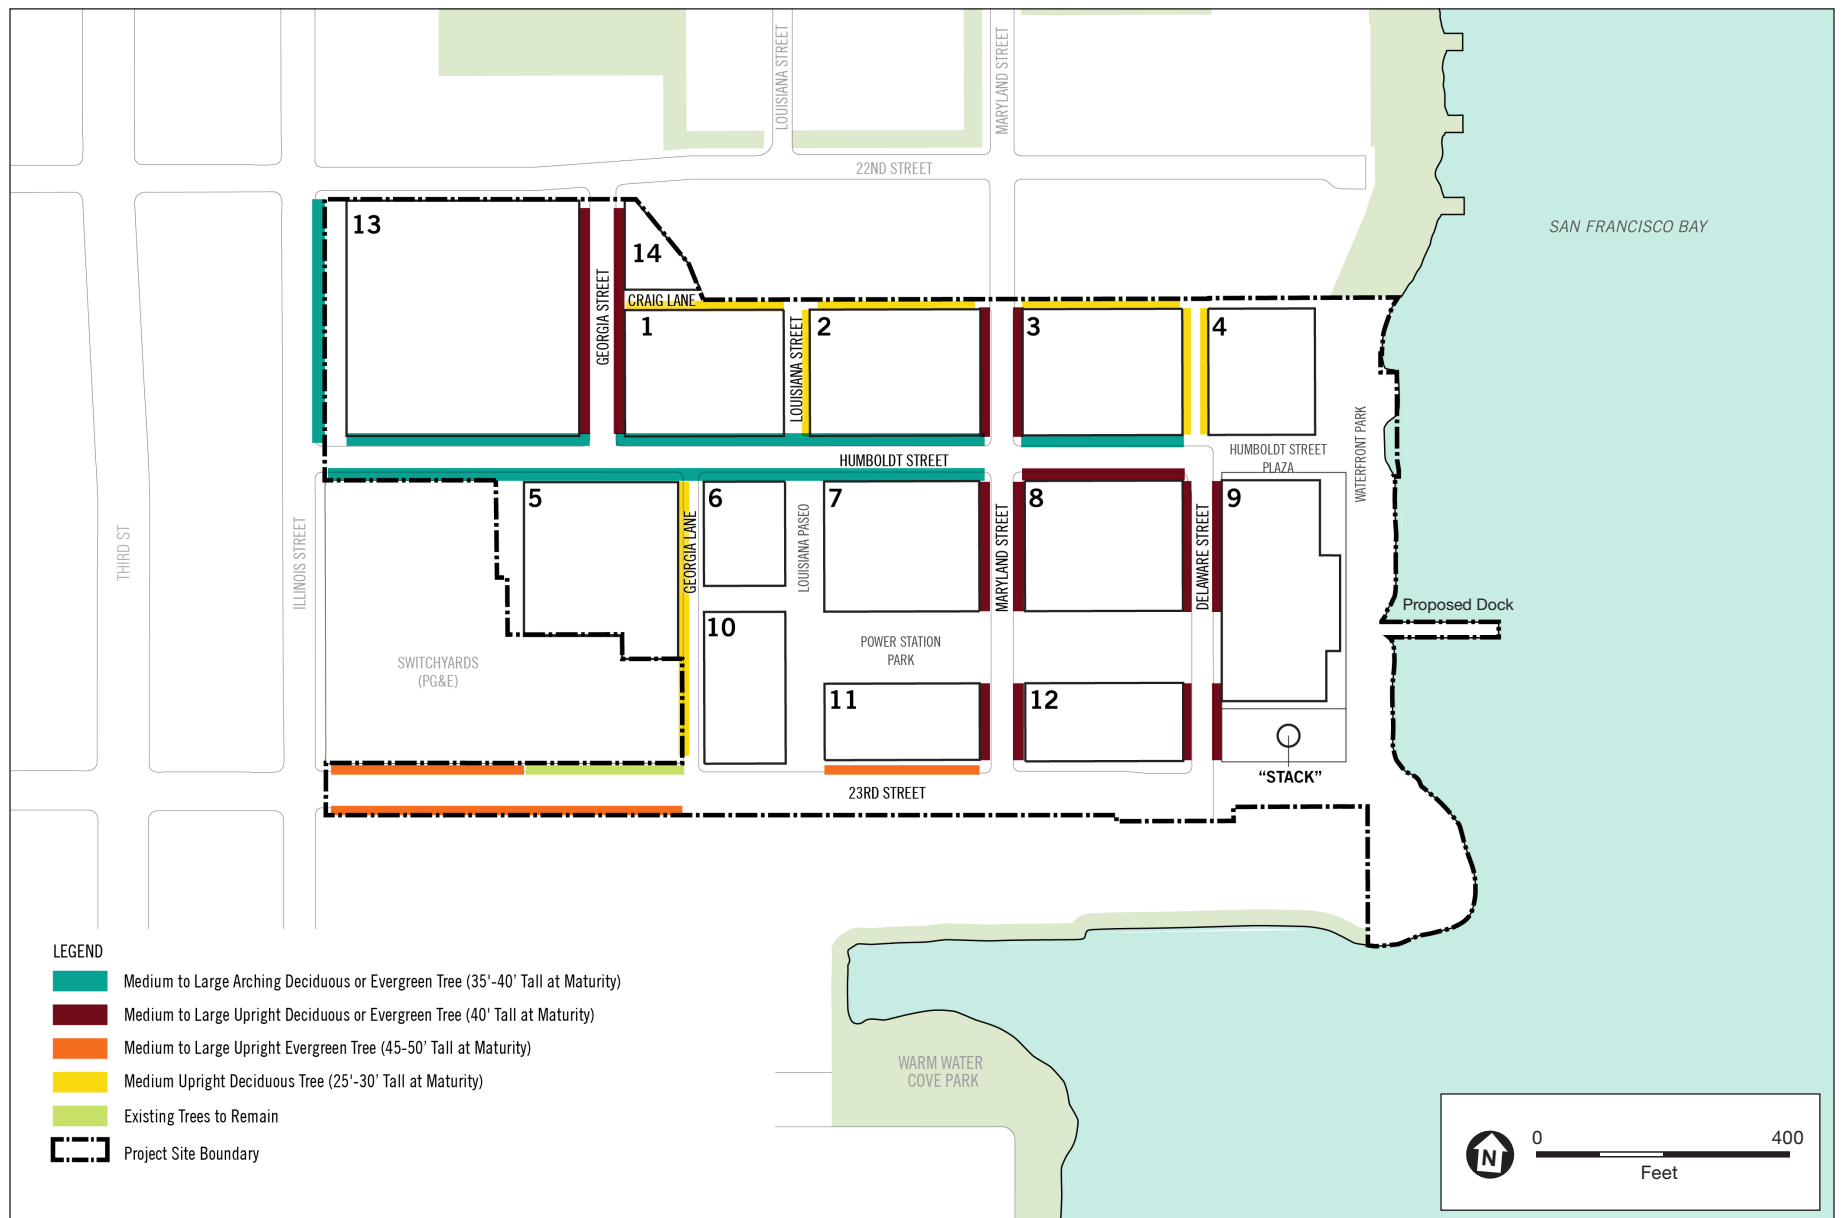 LOUISIANA STREET
MARYLAND STREET
22ND STREET
SAN FRANCISCO BAY
13
14
GEORGIA STREET
CRAIG LANE
1
LOUISIANA STREET
2
3
4
WATERFRONT PARK
HUMBOLDT STREET
PLAZA
HUMBOLDT STREET
THIRD ST
ILLINOIS STREET
5
GEORGIA LANE
6
LOUISIANA PASEO
7
MARYLAND STREET
8
DELAWARE STREET
9
Proposed Dock
10
POWER STATION
PARK
SWITCHYARDS
(PG&E)
11
12
“STACK”
23RD STREET
LEGEND
Medium to Large Arching Deciduous or Evergreen Tree (35'-40’ Tall at Maturity)
Medium to Large Upright Deciduous or Evergreen Tree (40' Tall at Maturity)
Medium to Large Upright Evergreen Tree (45-50’ Tall at Maturity)
Medium Upright Deciduous Tree (25'-30’ Tall at Maturity)
Existing Trees to Remain
Project Site Boundary
WARM WATER
COVE PARK
N
0
400
Feet